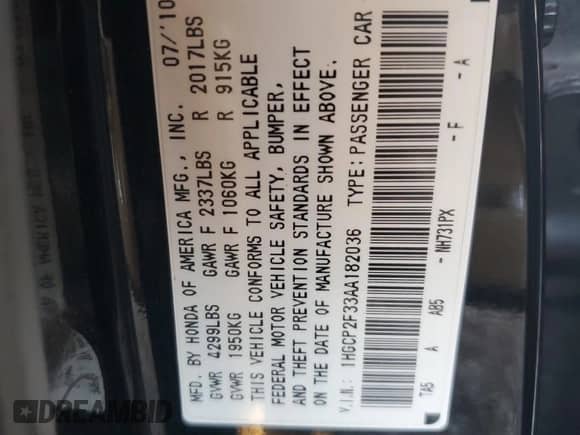 MFD. BY HONDA OF AMERICA MFG., INC. 07/'10
GVWR 4299LBS GAWR F 2337LBS R 2017LBS
GVWR 1950KG GAWR F 1060KG R 915KG
THIS VEHICLE CONFORMS TO ALL APPLICABLE
FEDERAL MOTOR VEHICLE SAFETY, BUMPER,
AND THEFT PREVENTION STANDARDS IN EFFECT
ON THE DATE OF MANUFACTURE SHOWN ABOVE.
V.I.N.: 1HGCP2F33AA182036 TYPE: PASSENGER CAR
TA5 A AB5 - NH731PX - F - A
DREAMBID